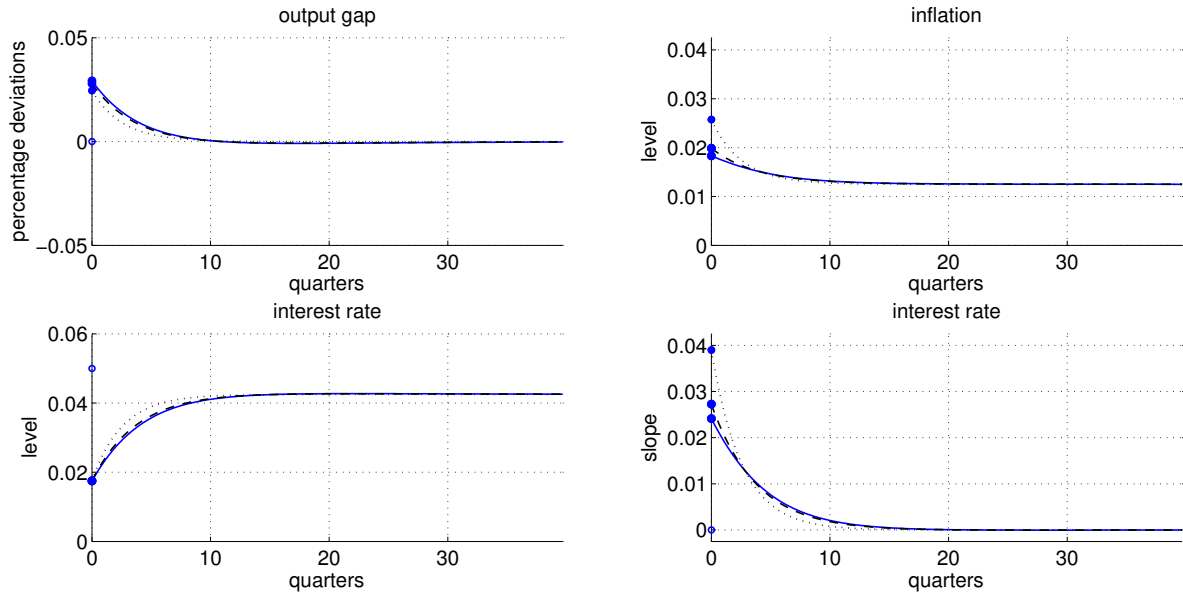 output gap
percentage deviations
0.05
0
−0.05
0 10 20 30
quarters
inflation
level
0.04
0.03
0.02
0.01
0
0 10 20 30
quarters
interest rate
level
0.06
0.04
0.02
0
0 10 20 30
quarters
interest rate
slope
0.04
0.03
0.02
0.01
0
0 10 20 30
quarters